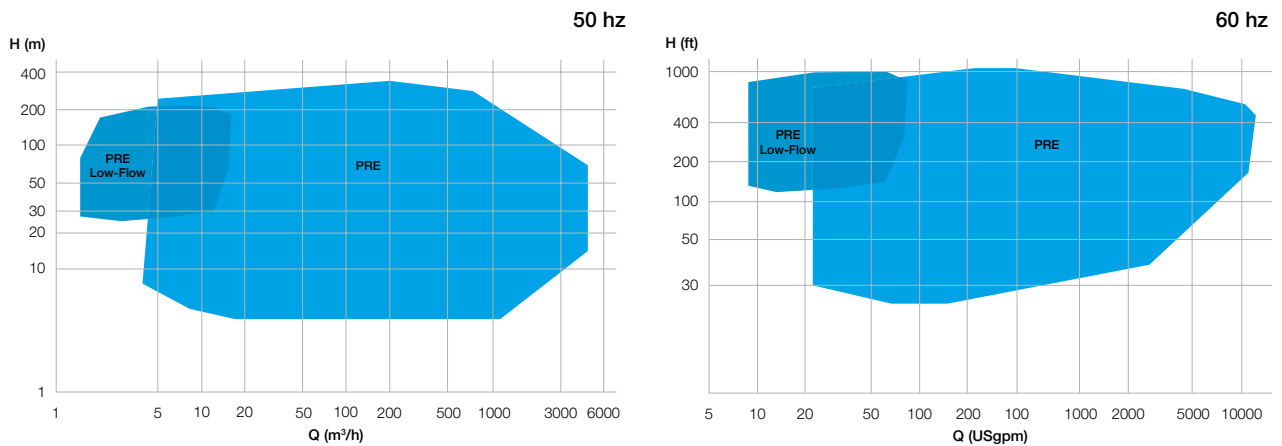 50 hz
H (m)
400
200
100
50
30
20
10
1
PRE
Low-Flow
PRE
1 5 10 20 50 100 200 1000 3000 6000
Q (m³/h)
60 hz
H (ft)
1000
400
200
100
50
30
PRE
Low-Flow
PRE
5 10 20 50 100 200 100 1000 2000 5000 10000
Q (USgpm)